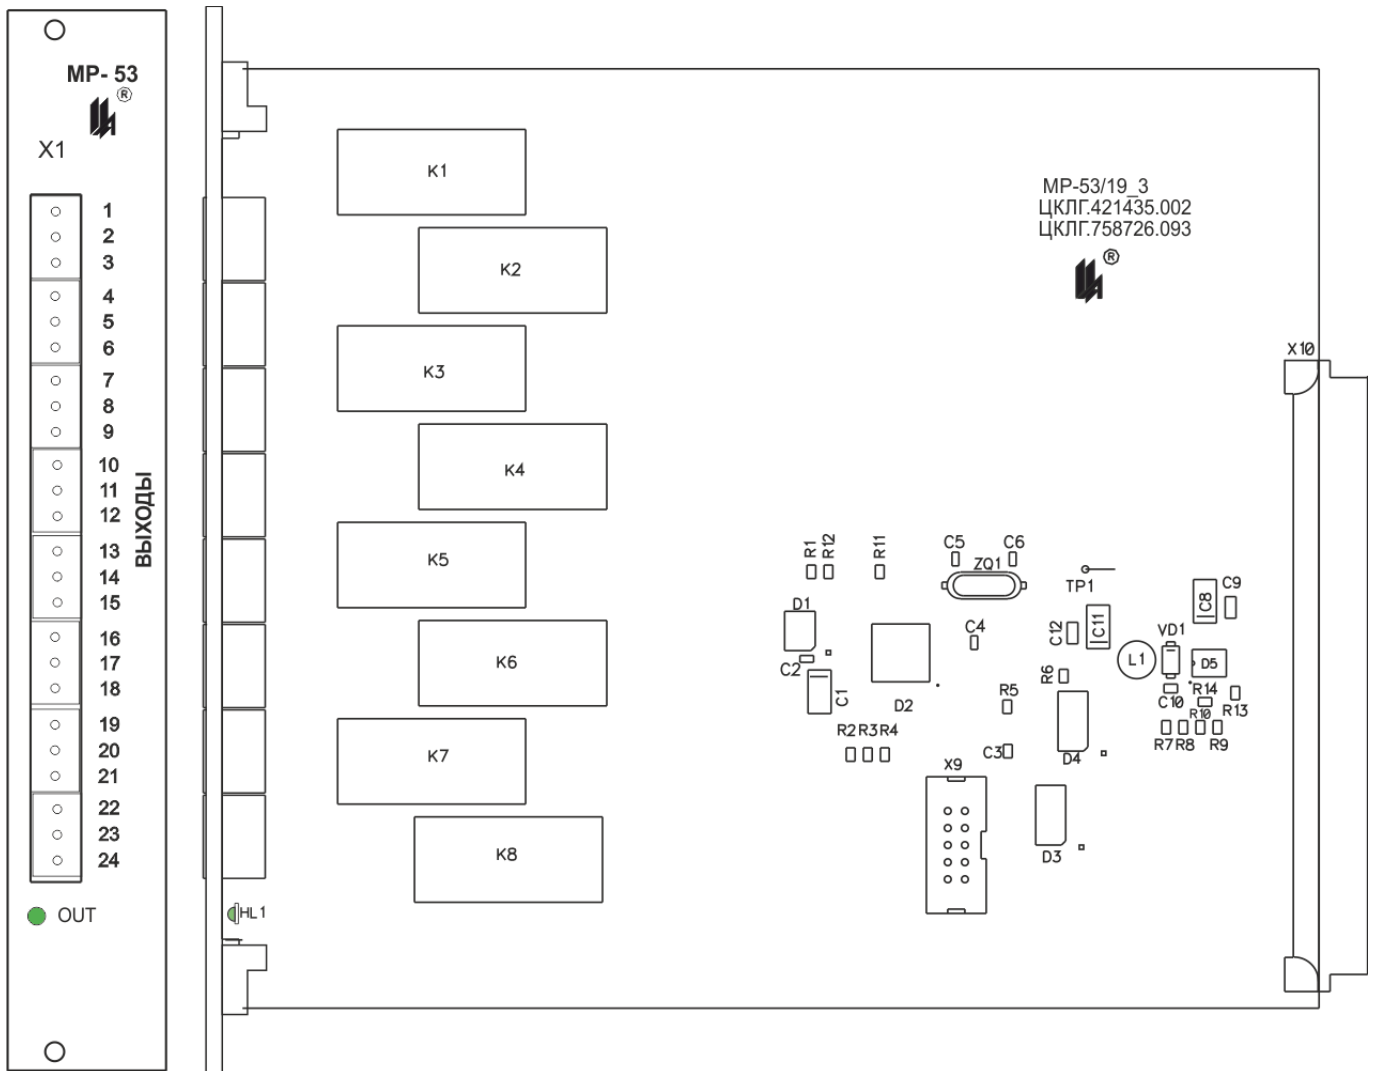 МР- 53
®
X1
1
2
3
4
5
6
7
8
9
10
11
12
13
14
15
16
17
18
19
20
21
22
23
24
ВЫХОДЫ
OUT
K1
K2
K3
K4
K5
K6
K7
K8
HL1
МР-53/19_3
ЦКЛГ.421435.002
ЦКЛГ.758726.093
®
X10
R1
R12
R11
C5
C6
ZQ1
TP1
C8
C9
D1
C4
C12
C11
VD1
L1
D5
C2
C1
D2
R5
R6
C10
R14
R13
R10
R2
R3
R4
C3
D4
R7
R8
R9
X9
D3